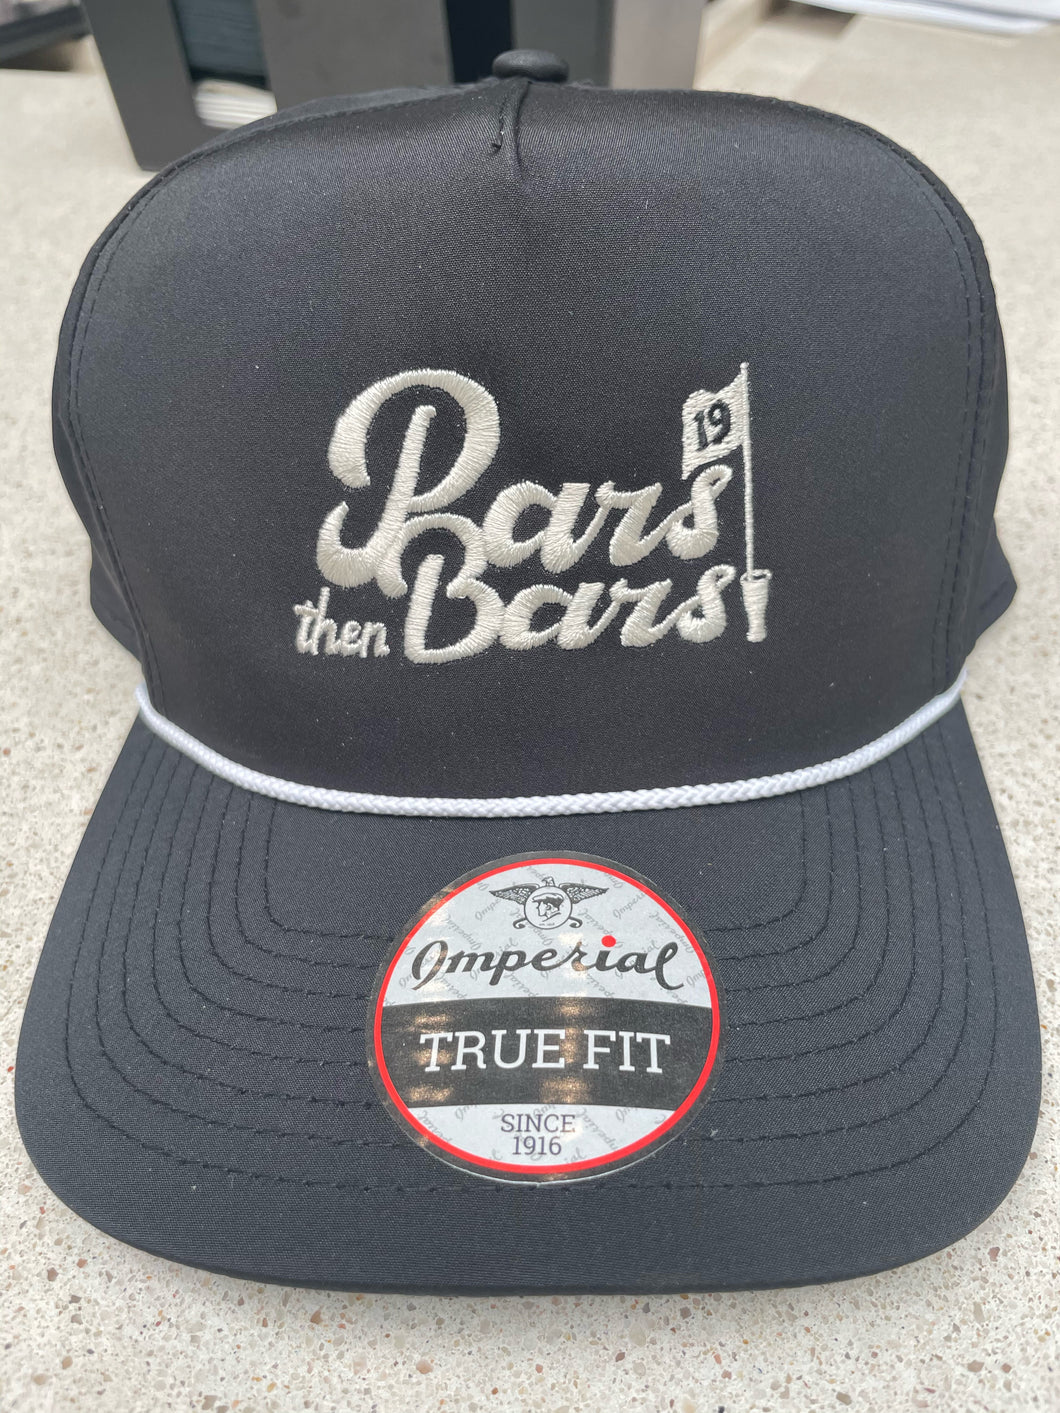 19
Pars
then Bars
Imperial
TRUE FIT
SINCE
1916